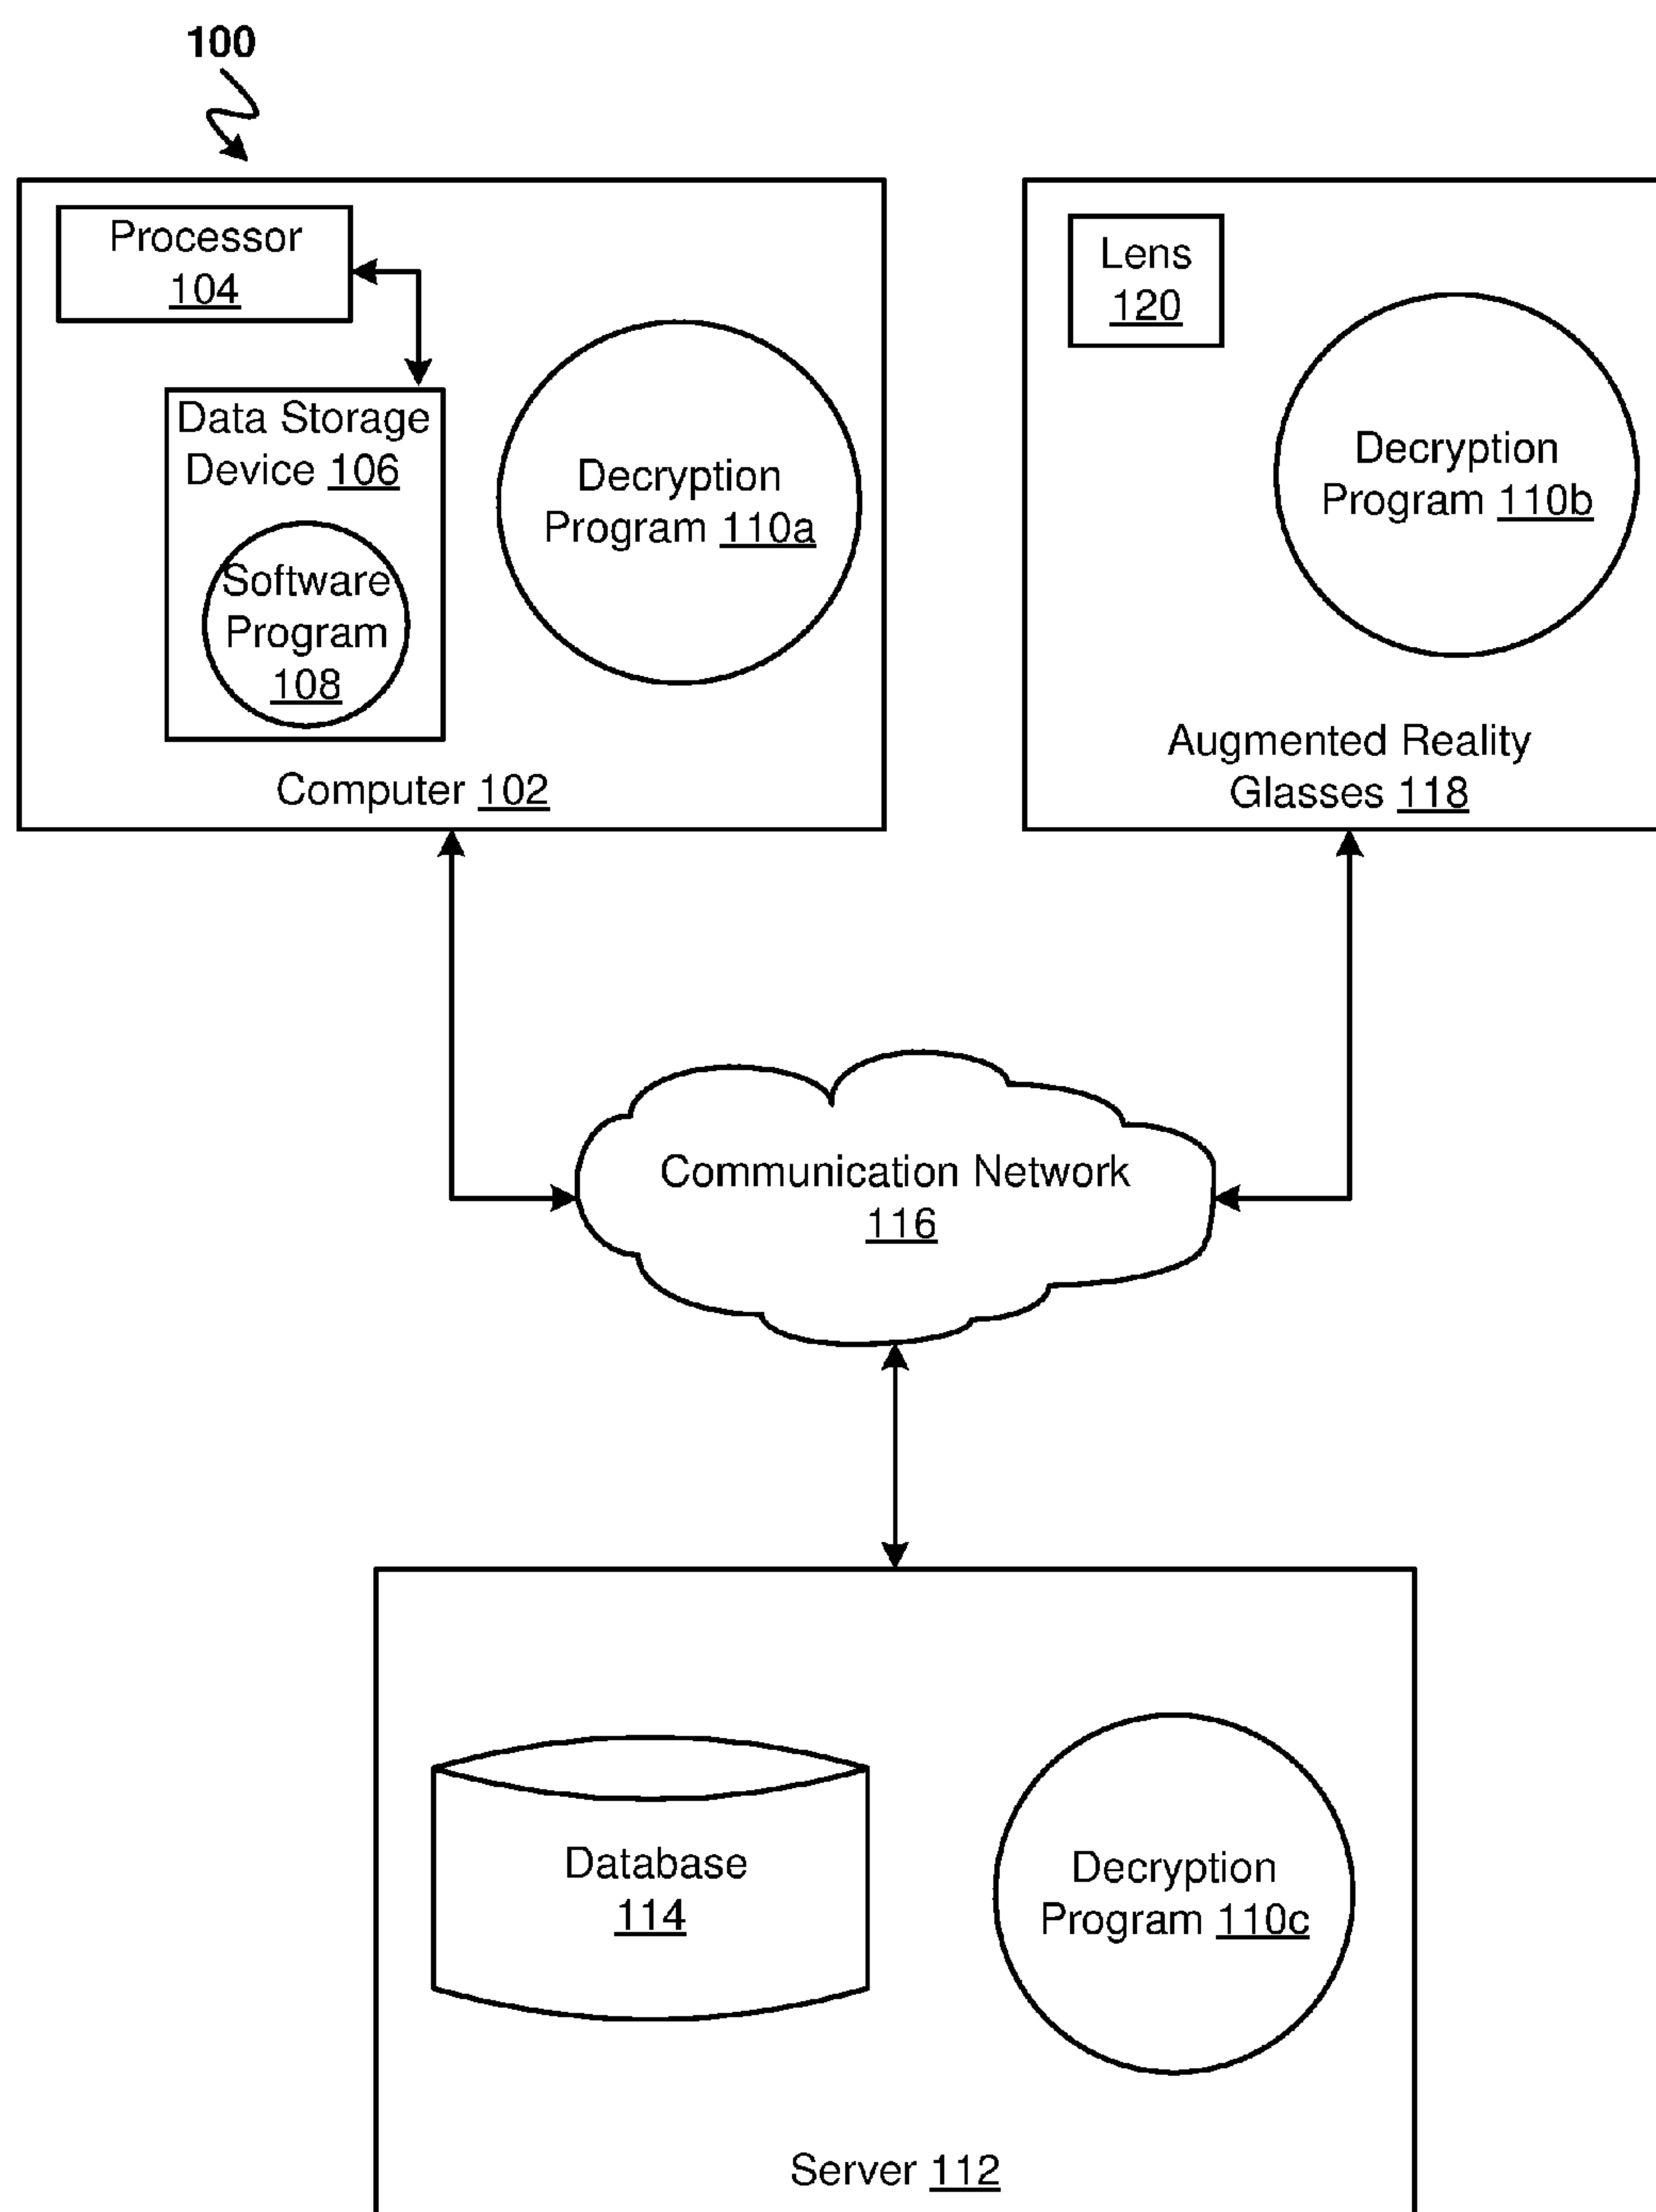 100
Processor
104
Data Storage
Device 106
Software
Program
108
Decryption
Program 110a
Computer 102
Lens
120
Decryption
Program 110b
Augmented Reality
Glasses 118
Communication Network
116
Database
114
Decryption
Program 110c
Server 112